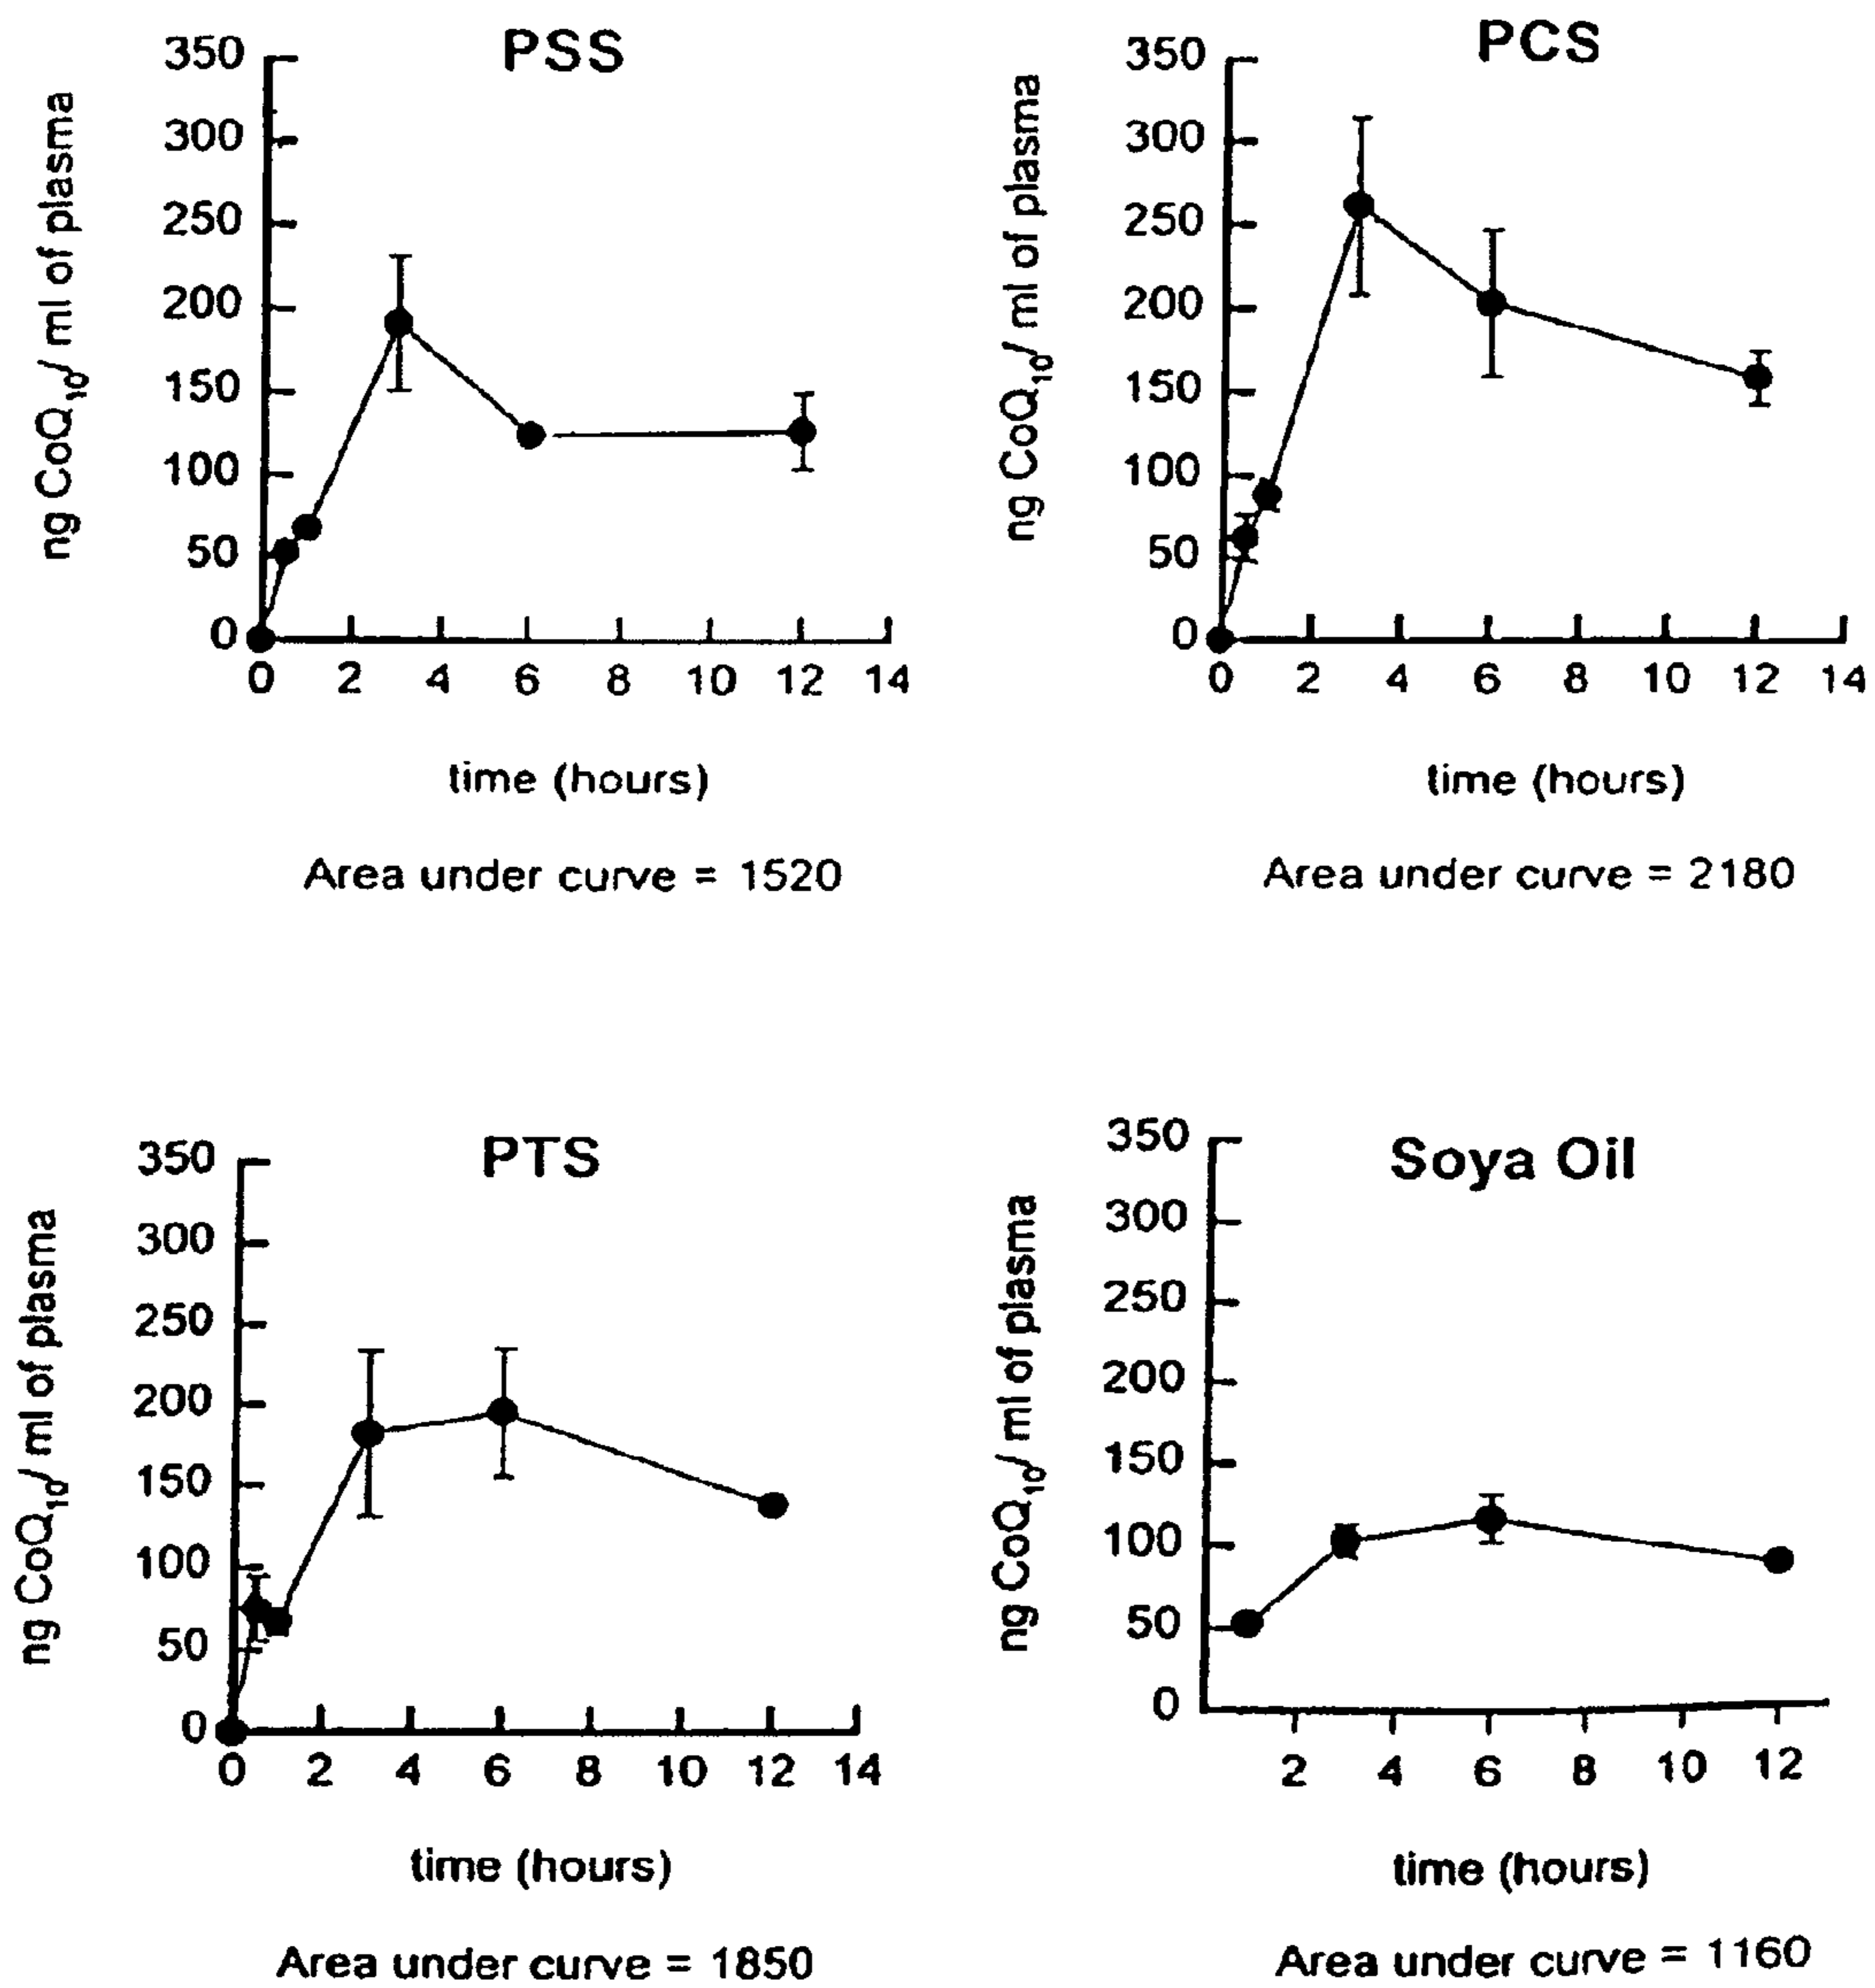 PSS
ng CoQ10/ ml of plasma
350
300
250
200
150
100
50
0
0 2 4 6 8 10 12 14
time (hours)
Area under curve = 1520
PCS
ng CoQ10/ ml of plasma
350
300
250
200
150
100
50
0
0 2 4 6 8 10 12 14
time (hours)
Area under curve = 2180
PTS
ng CoQ10/ ml of plasma
350
300
250
200
150
100
50
0
0 2 4 6 8 10 12 14
time (hours)
Area under curve = 1850
Soya Oil
ng CoQ10/ ml of plasma
350
300
250
200
150
100
50
0
2 4 6 8 10 12
time (hours)
Area under curve = 1160